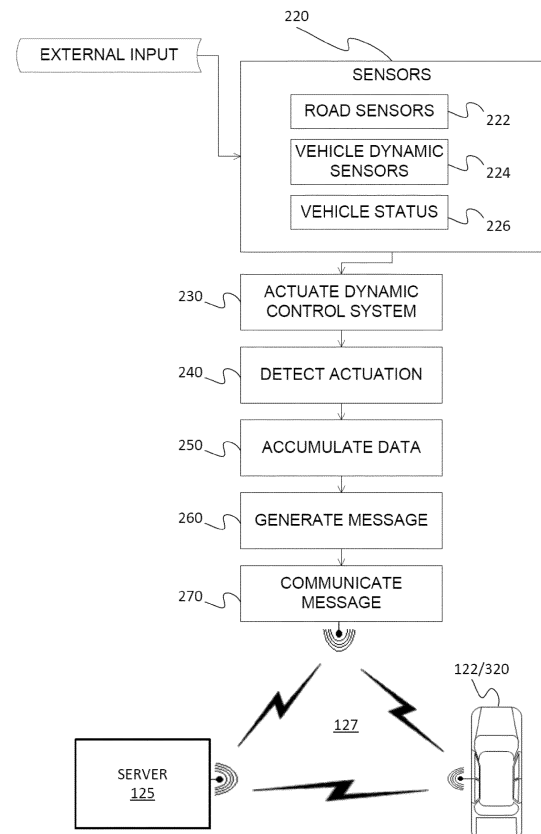 220
EXTERNAL INPUT
SENSORS
ROAD SENSORS
222
VEHICLE DYNAMIC
SENSORS
224
VEHICLE STATUS
226
230
ACTUATE DYNAMIC
CONTROL SYSTEM
240
DETECT ACTUATION
250
ACCUMULATE DATA
260
GENERATE MESSAGE
270
COMMUNICATE
MESSAGE
122/320
127
SERVER
125